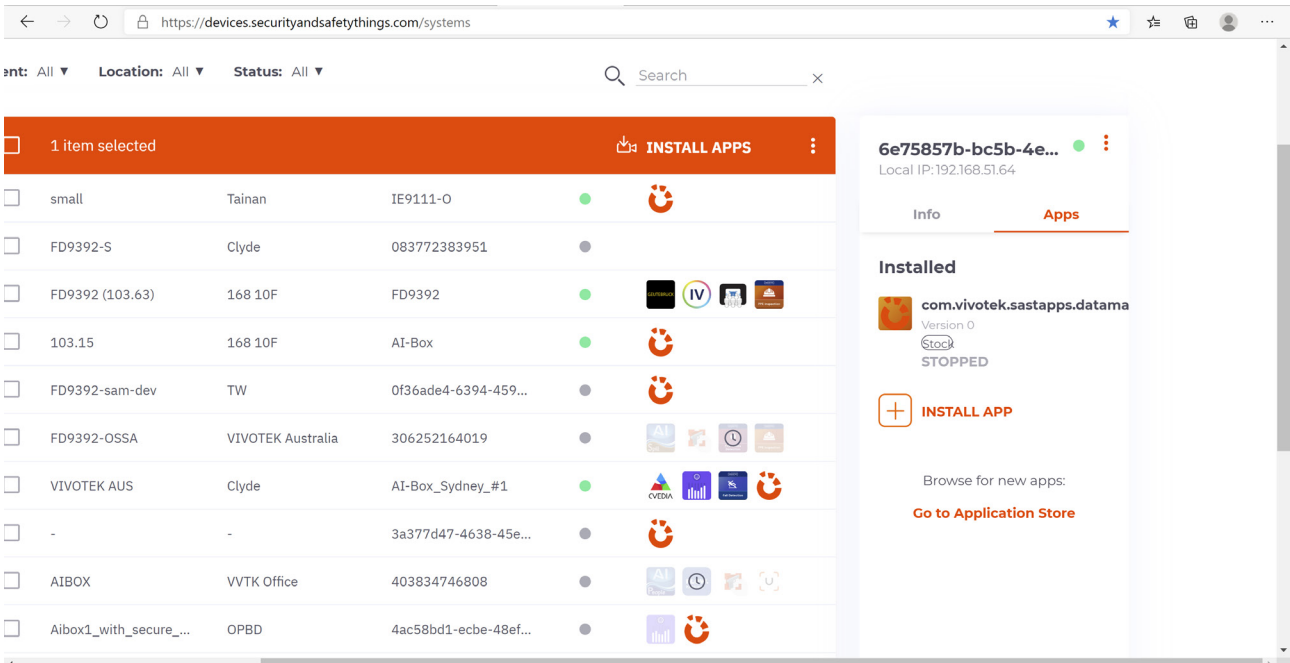 https://devices.securityandsafetythings.com/systems
ent: All ▼ Location: All ▼ Status: All ▼ Search
1 item selected INSTALL APPS
small Tainan IE9111-O
FD9392-S Clyde 083772383951
FD9392 (103.63) 168 10F FD9392 IV
103.15 168 10F AI-Box
FD9392-sam-dev TW 0f36ade4-6394-459...
FD9392-OSSA VIVOTEK Australia 306252164019 AI
VIVOTEK AUS Clyde AI-Box_Sydney_#1 CVEDIA
- - 3a377d47-4638-45e...
AIBOX VVTK Office 403834746808 AI
Aibox1_with_secure_... OPBD 4ac58bd1-ecbe-48ef...
6e75857b-bc5b-4e...
Local IP: 192.168.51.64
Info Apps
Installed
com.vivotek.sastapps.datama
Version 0
Stock
STOPPED
INSTALL APP
Browse for new apps:
Go to Application Store